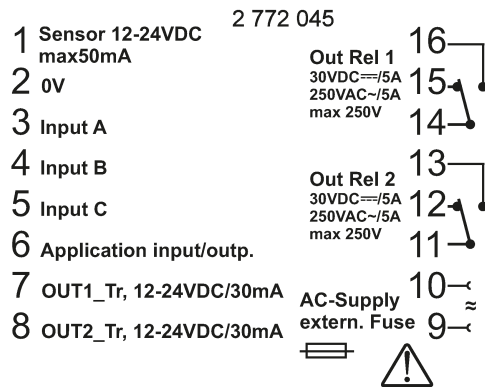 2 772 045
1 Sensor 12-24VDC
max50mA
2 0V
3 Input A
4 Input B
5 Input C
6 Application input/outp.
7 OUT1_Tr, 12-24VDC/30mA
8 OUT2_Tr, 12-24VDC/30mA
Out Rel 1
30VDC⎓/5A
250VAC~/5A
max 250V
16
15
14
Out Rel 2
30VDC⎓/5A
250VAC~/5A
max 250V
13
12
11
AC-Supply
extern. Fuse
10
≈
9
!